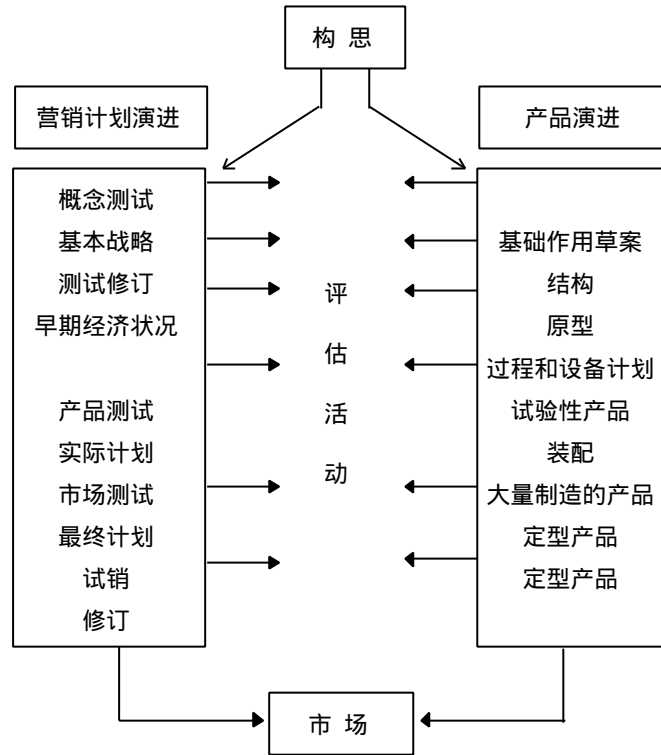 构 思
营销计划演进
产品演进
概念测试
基本战略
测试修订
早期经济状况
产品测试
实际计划
市场测试
最终计划
试销
修订
评
估
活
动
基础作用草案
结构
原型
过程和设备计划
试验性产品
装配
大量制造的产品
定型产品
定型产品
市 场